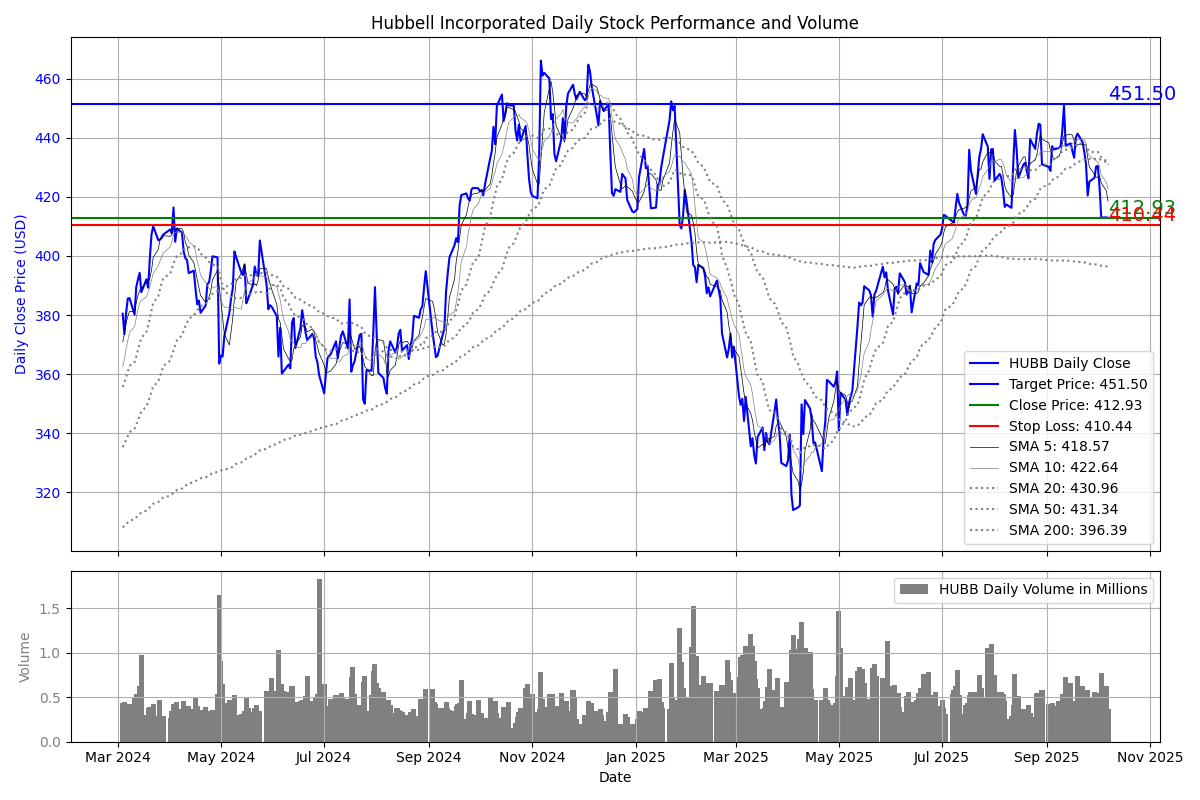 Hubbell Incorporated Daily Stock Performance and Volume
Daily Close Price (USD)
460
440
420
400
380
360
340
320
451.50
412.93
410.44
HUBB Daily Close
Target Price: 451.50
Close Price: 412.93
Stop Loss: 410.44
SMA 5: 418.57
SMA 10: 422.64
SMA 20: 430.96
SMA 50: 431.34
SMA 200: 396.39
Volume
1.5
1.0
0.5
0.0
HUBB Daily Volume in Millions
Mar 2024 May 2024 Jul 2024 Sep 2024 Nov 2024 Jan 2025 Mar 2025 May 2025 Jul 2025 Sep 2025 Nov 2025
Date